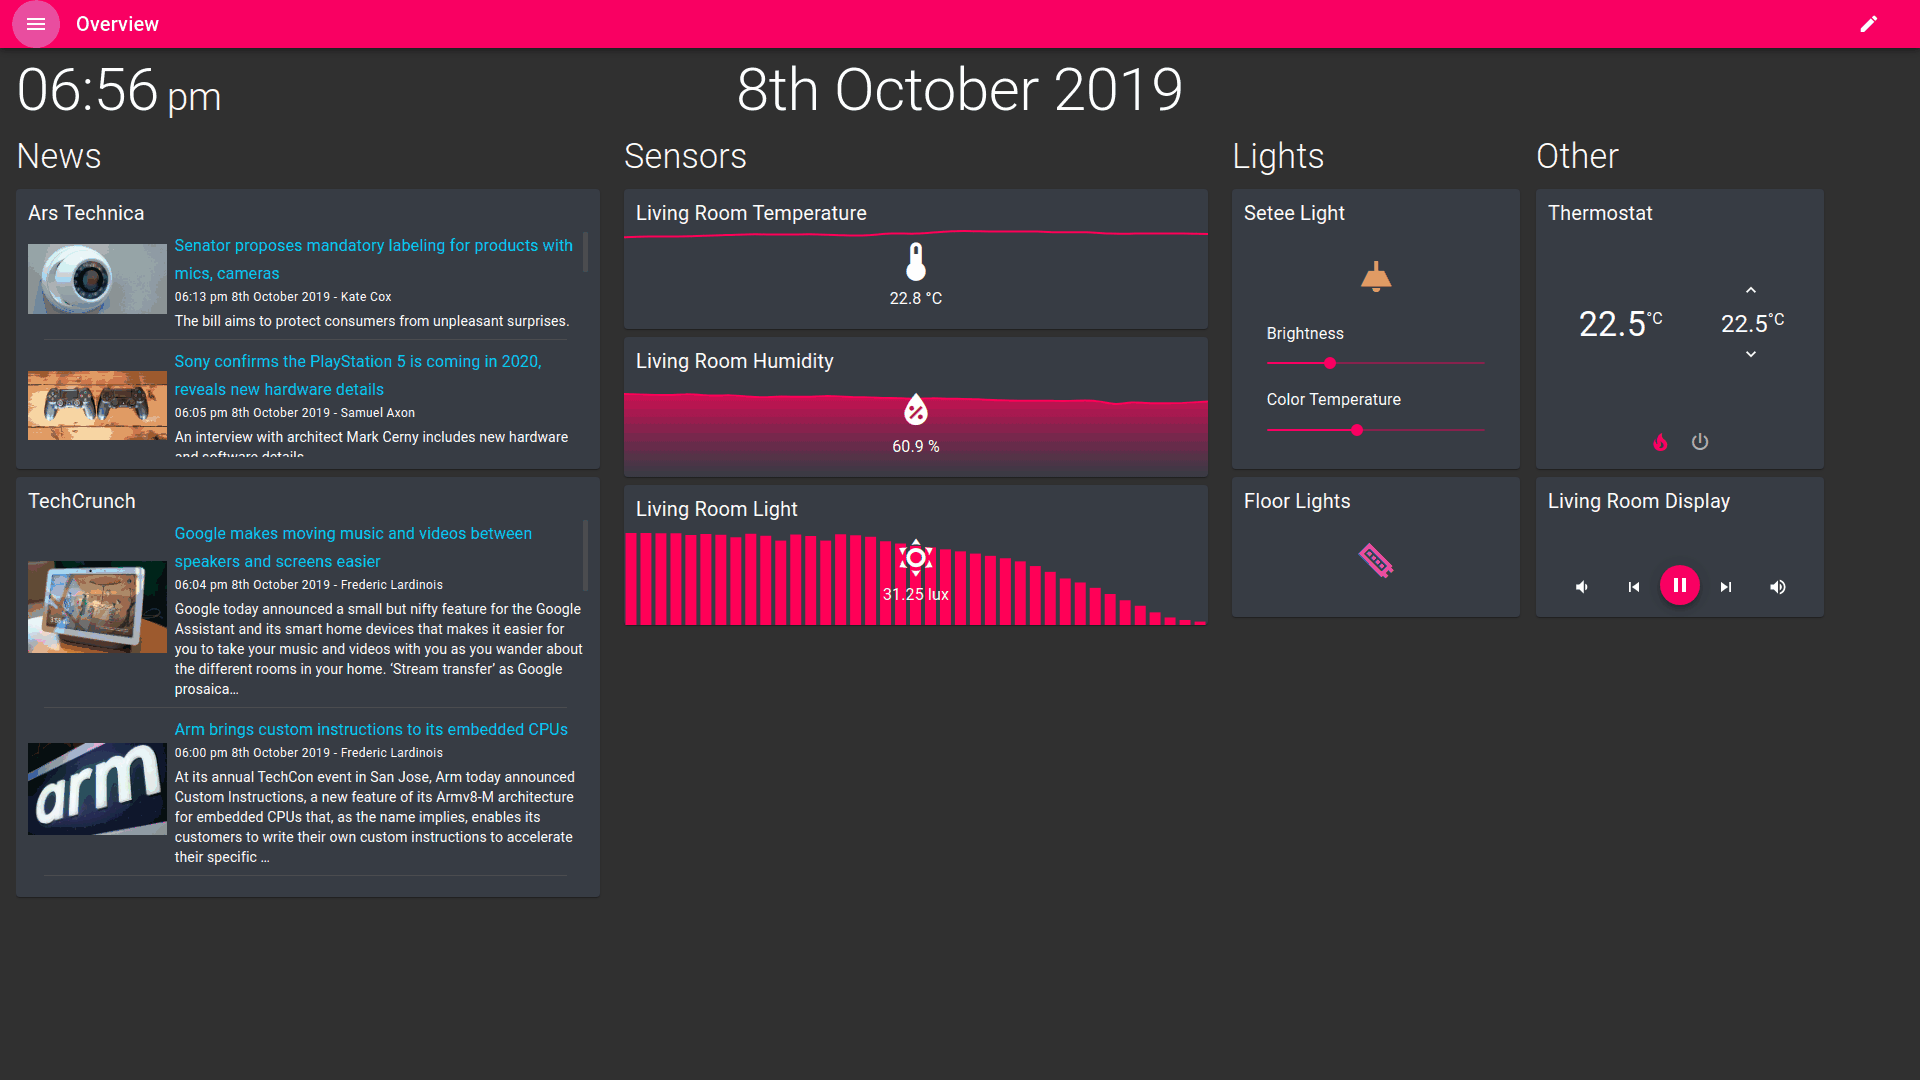 Overview
06:56 pm
8th October 2019
News
Ars Technica
Senator proposes mandatory labeling for products with
mics, cameras
06:13 pm 8th October 2019 - Kate Cox
The bill aims to protect consumers from unpleasant surprises.
Sony confirms the PlayStation 5 is coming in 2020,
reveals new hardware details
06:05 pm 8th October 2019 - Samuel Axon
An interview with architect Mark Cerny includes new hardware
and software details
TechCrunch
Google makes moving music and videos between
speakers and screens easier
06:04 pm 8th October 2019 - Frederic Lardinois
Google today announced a small but nifty feature for the Google
Assistant and its smart home devices that makes it easier for
you to take your music and videos with you as you wander about
the different rooms in your home. ‘Stream transfer’ as Google
prosaica...
arm
Arm brings custom instructions to its embedded CPUs
06:00 pm 8th October 2019 - Frederic Lardinois
At its annual TechCon event in San Jose, Arm today announced
Custom Instructions, a new feature of its Armv8-M architecture
for embedded CPUs that, as the name implies, enables its
customers to write their own custom instructions to accelerate
their specific ...
Sensors
Living Room Temperature
22.8 °C
Living Room Humidity
60.9 %
Living Room Light
31.25 lux
Lights
Setee Light
Brightness
Color Temperature
Floor Lights
Other
Thermostat
22.5°C
22.5°C
Living Room Display